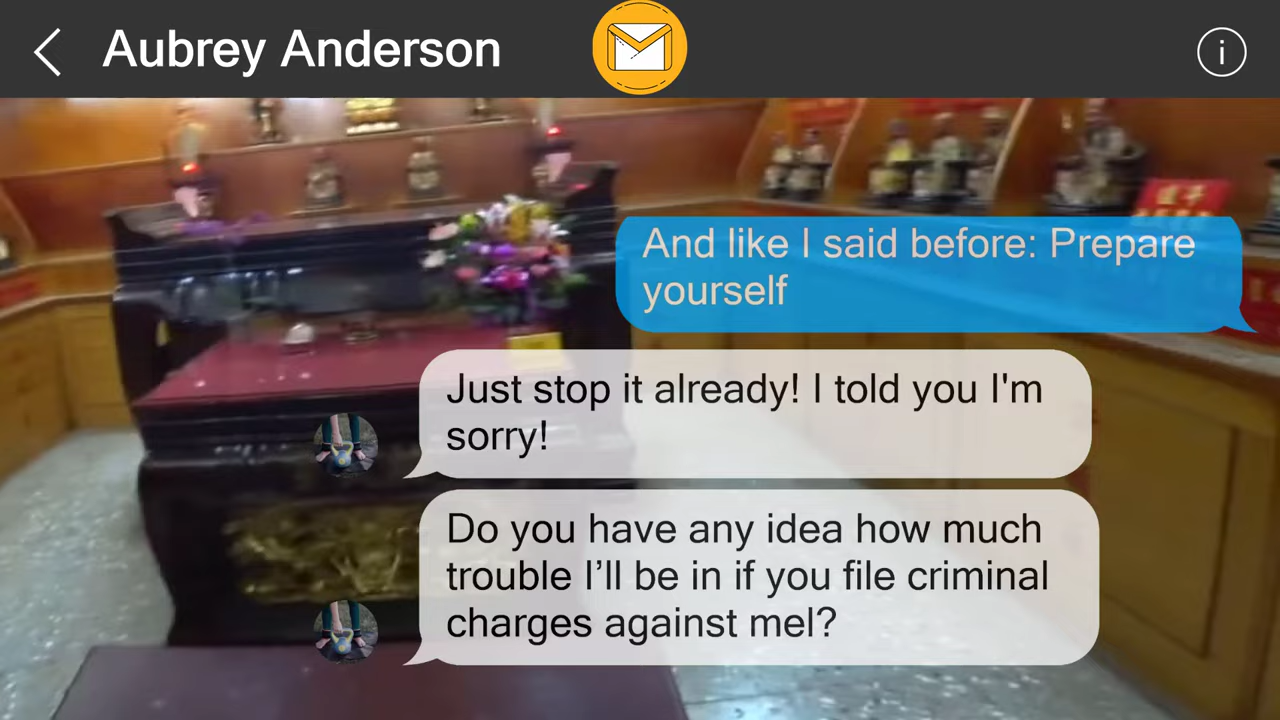 Aubrey Anderson
And like I said before: Prepare
yourself
Just stop it already! I told you I'm
sorry!
Do you have any idea how much
trouble I’ll be in if you file criminal
charges against mel?